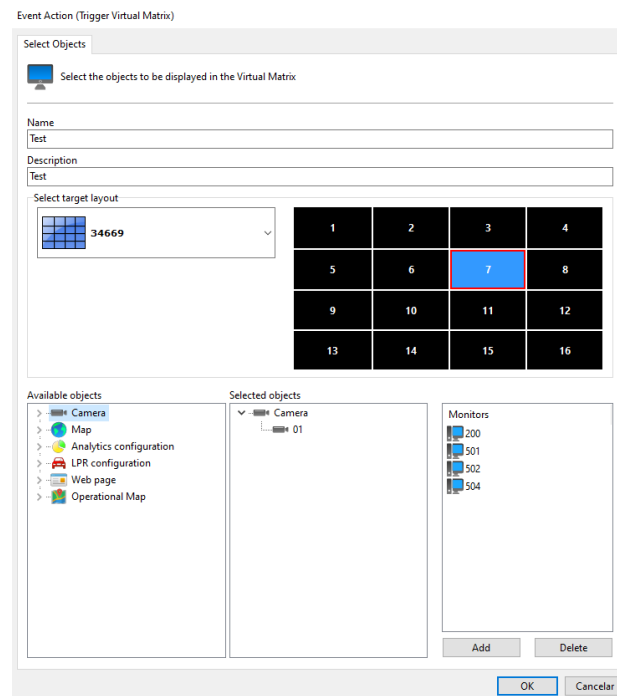 Event Action (Trigger Virtual Matrix)
Select Objects
Select the objects to be displayed in the Virtual Matrix
Name
Test
Description
Test
Select target layout
34669
1 2 3 4
5 6 7 8
9 10 11 12
13 14 15 16
Available objects
Camera
Map
Analytics configuration
LPR configuration
Web page
Operational Map
Selected objects
Camera
01
Monitors
200
501
502
504
Add Delete
OK Cancelar